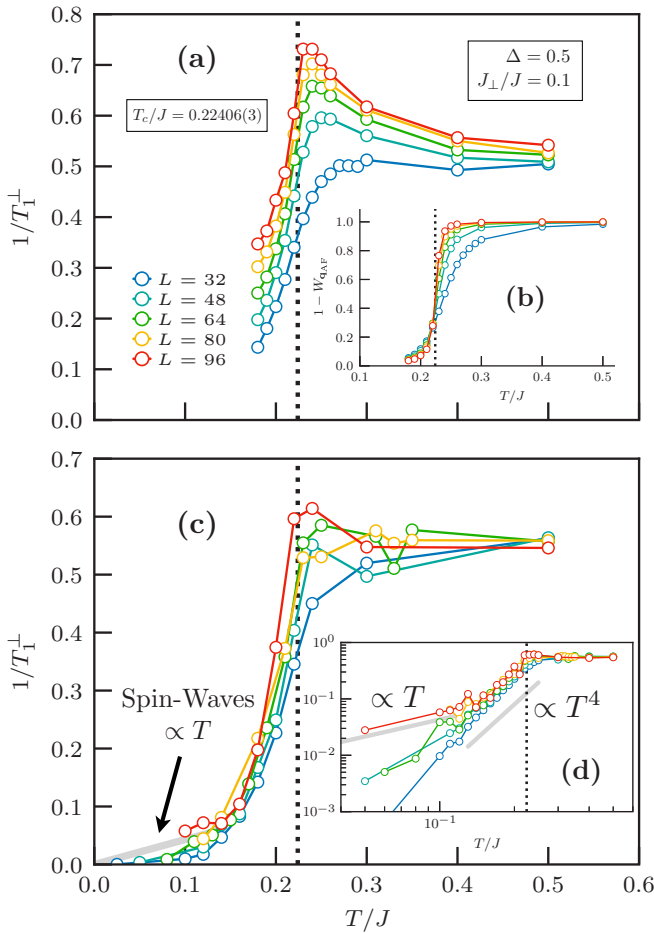 (a)
Δ = 0.5
J⊥/J = 0.1
T_c/J = 0.22406(3)
1/T_1^⊥
0.8
0.7
0.6
0.5
0.4
0.3
0.2
0.1
0.0
L = 32
L = 48
L = 64
L = 80
L = 96
(b)
1 − W_{q_AF}
1.0
0.8
0.6
0.4
0.2
0.0
0.1 0.2 0.3 0.4 0.5
T/J
(c)
1/T_1^⊥
0.7
0.6
0.5
0.4
0.3
0.2
0.1
0.0
Spin-Waves
∝ T
(d)
10^0
10^−1
10^−2
10^−3
∝ T
∝ T^4
10^−1
T/J
0.0 0.1 0.2 0.3 0.4 0.5 0.6
T/J